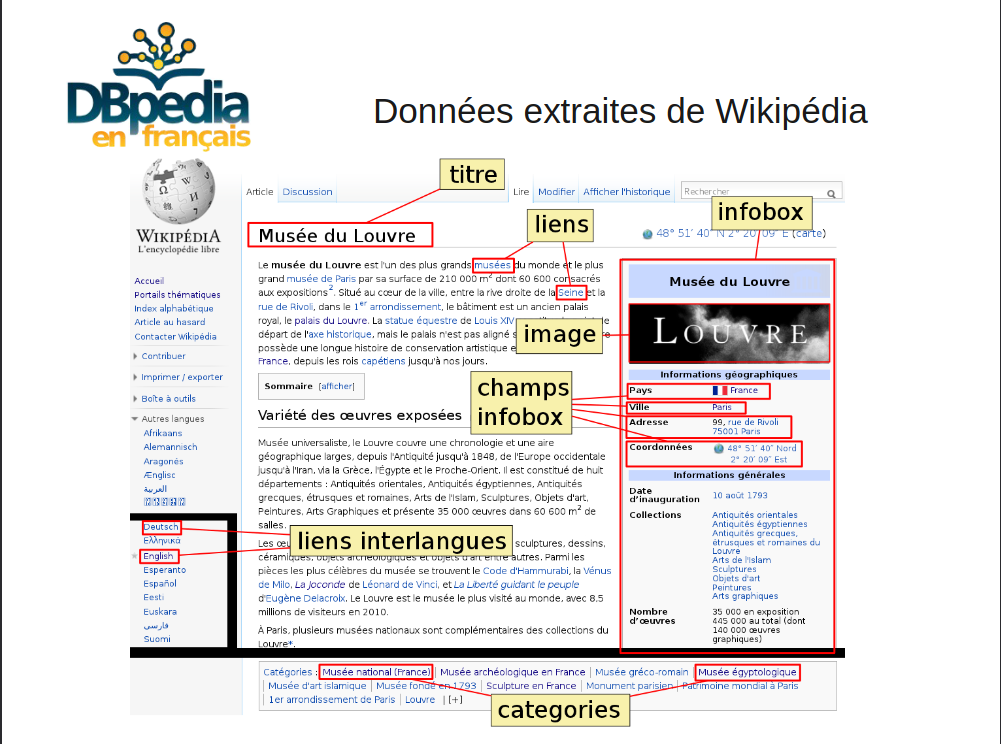 DBpedia
en français
Données extraites de Wikipédia
titre
Article Discussion Lire Modifier Afficher l'historique Rechercher
infobox
WIKIPÉDIA
L'encyclopédie libre
Musée du Louvre
liens
48° 51′ 40″ N 2° 20′ 09″ E (carte)
Accueil
Portails thématiques
Index alphabétique
Article au hasard
Contacter Wikipédia
Contribuer
Imprimer / exporter
Boîte à outils
Autres langues
Afrikaans
Alemannisch
Aragonés
Ænglisc
العربية
Deutsch
Ελληνικά
English
Esperanto
Español
Eesti
Euskara
فارسی
Suomi
Le musée du Louvre est l'un des plus grands musées du monde et le plus
grand musée de Paris par sa surface de 210 000 m² dont 60 600 consacrés
aux expositions². Situé au cœur de la ville, entre la rive droite de la Seine et la
rue de Rivoli, dans le 1er arrondissement, le bâtiment est un ancien palais
royal, le palais du Louvre. La statue équestre de Louis XIV
départ de l'axe historique, mais le palais n'est pas aligné
possède une longue histoire de conservation artistique
France, depuis les rois capétiens jusqu'à nos jours.
image
Sommaire [afficher]
champs
infobox
Variété des œuvres exposées
Musée universaliste, le Louvre couvre une chronologie et une aire
géographique larges, depuis l'Antiquité jusqu'à 1848, de l'Europe occidentale
jusqu'à l'Iran, via la Grèce, l'Égypte et le Proche-Orient. Il est constitué de huit
départements : Antiquités orientales, Antiquités égyptiennes, Antiquités
grecques, étrusques et romaines, Arts de l'Islam, Sculptures, Objets d'art,
Peintures, Arts Graphiques et présente 35 000 œuvres dans 60 600 m² de
salles.
liens interlangues
Les sculptures, dessins,
céramiques, objets archéologiques et objets d'art entre autres. Parmi les
pièces les plus célèbres du musée se trouvent le Code d'Hammurabi, la Vénus
de Milo, La Joconde de Léonard de Vinci, et La Liberté guidant le peuple
d'Eugène Delacroix. Le Louvre est le musée le plus visité au monde, avec 8,5
millions de visiteurs en 2010.
À Paris, plusieurs musées nationaux sont complémentaires des collections du
Louvre*.
Musée du Louvre
LOUVRE
Informations géographiques
Pays France
Ville Paris
Adresse 99, rue de Rivoli
75001 Paris
Coordonnées 48° 51′ 40″ Nord
2° 20′ 09″ Est
Informations générales
Date
d'inauguration 10 août 1793
Collections Antiquités orientales
Antiquités égyptiennes
Antiquités grecques,
étrusques et romaines du
Louvre
Arts de l'Islam
Sculptures
Objets d'art
Peintures
Arts graphiques
Nombre 35 000 en exposition
d'œuvres 445 000 au total (dont
140 000 œuvres
graphiques)
Catégories : Musée national (France) | Musée archéologique en France | Musée gréco-romain | Musée égyptologique
| Musée d'art islamique | Musée fondé en 1793 | Sculpture en France | Monument parisien | Patrimoine mondial à Paris
| 1er arrondissement de Paris | Louvre | [+]
categories